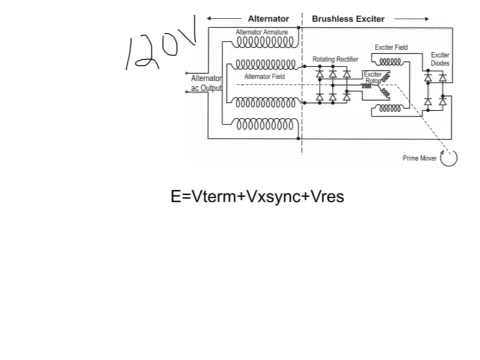 Alternator Brushless Exciter
Alternator Armature
120V
Exciter Field
Rotating Rectifier
Exciter
Diodes
Alternator
ac Output
Alternator Field
Exciter
Rotor
Prime Mover
E=Vterm+Vxsync+Vres